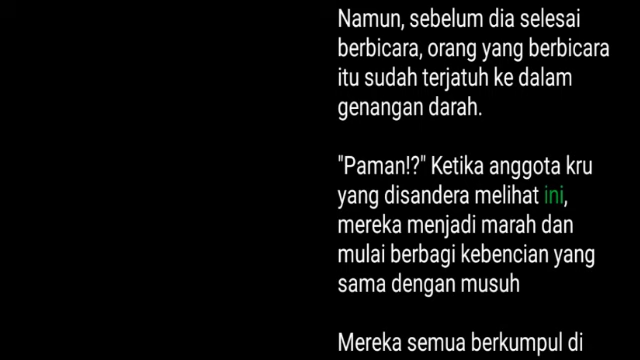 Namun, sebelum dia selesai
berbicara, orang yang berbicara
itu sudah terjatuh ke dalam
genangan darah.
"Paman!?" Ketika anggota kru
yang disandera melihat ini,
mereka menjadi marah dan
mulai berbagi kebencian yang
sama dengan musuh
Mereka semua berkumpul di